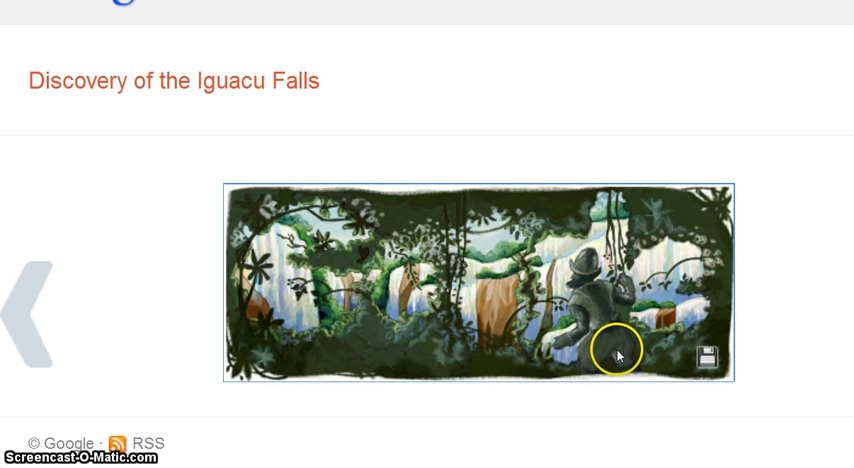 Discovery of the Iguacu Falls
© Google · RSS
Screencast-O-Matic.com